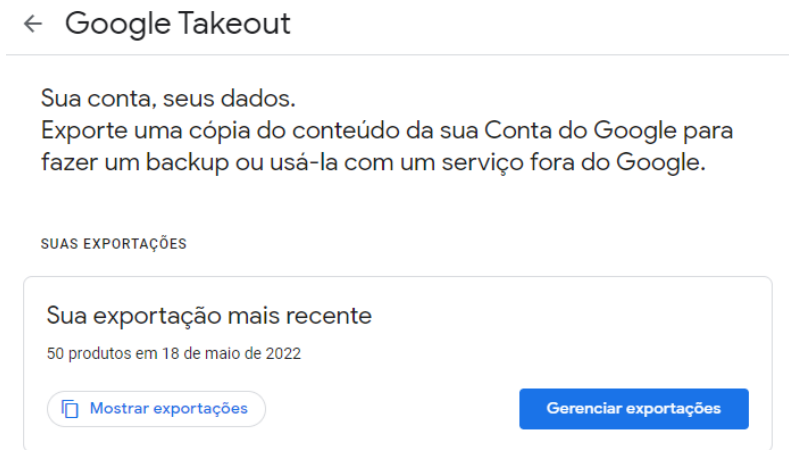 Google Takeout
Sua conta, seus dados.
Exporte uma cópia do conteúdo da sua Conta do Google para
fazer um backup ou usá-la com um serviço fora do Google.
SUAS EXPORTAÇÕES
Sua exportação mais recente
50 produtos em 18 de maio de 2022
Mostrar exportações
Gerenciar exportações